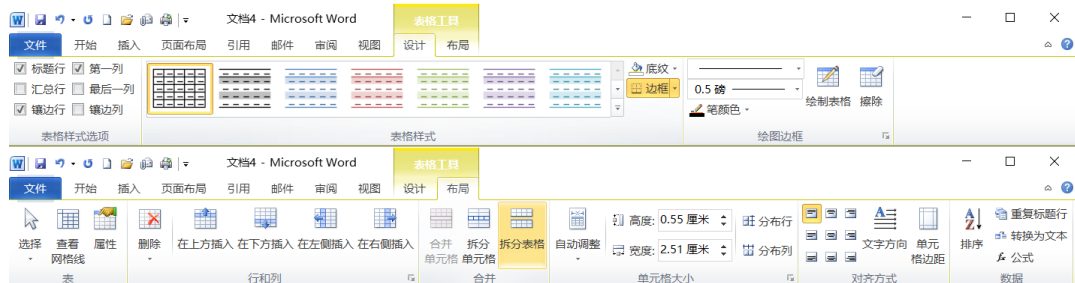 文档4 - Microsoft Word 表格工具
文件 开始 插入 页面布局 引用 邮件 审阅 视图 设计 布局
标题行 第一列 底纹
汇总行 最后一列 边框 0.5 磅
镶边行 镶边列 笔颜色 绘制表格 擦除
表格样式选项 表格样式 绘图边框
文档4 - Microsoft Word 表格工具
文件 开始 插入 页面布局 引用 邮件 审阅 视图 设计 布局
高度: 0.55 厘米 分布行 重复标题行
选择 查看 属性 删除 在上方插入 在下方插入 在左侧插入 在右侧插入 合并 拆分 拆分表格 自动调整 宽度: 2.51 厘米 分布列 文字方向 单元 排序 转换为文本
网格线 单元格 单元格 格边距 公式
表 行和列 合并 单元格大小 对齐方式 数据